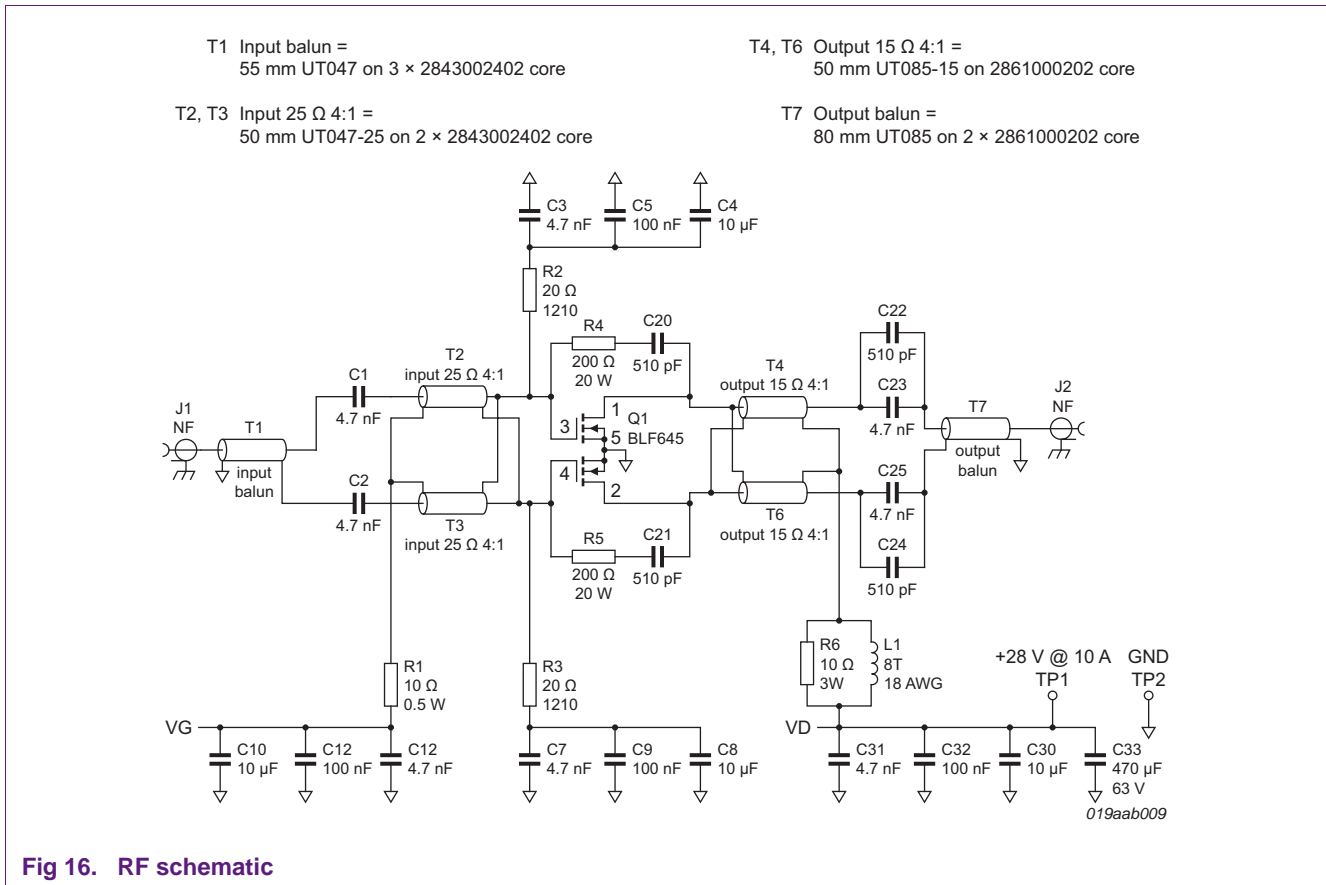 T1 Input balun =
55 mm UT047 on 3 × 2843002402 core
T2, T3 Input 25 Ω 4:1 =
50 mm UT047-25 on 2 × 2843002402 core
T4, T6 Output 15 Ω 4:1 =
50 mm UT085-15 on 2861000202 core
T7 Output balun =
80 mm UT085 on 2 × 2861000202 core
C3
4.7 nF
C5
100 nF
C4
10 µF
R2
20 Ω
1210
R4
200 Ω
20 W
C20
510 pF
C22
510 pF
T2
input 25 Ω 4:1
T4
output 15 Ω 4:1
C1
4.7 nF
C23
4.7 nF
J1
NF
T1
input
balun
1
3
5
Q1
BLF645
4
2
T7
output
balun
J2
NF
C2
4.7 nF
T3
input 25 Ω 4:1
T6
output 15 Ω 4:1
C25
4.7 nF
C24
510 pF
R5
200 Ω
20 W
C21
510 pF
R1
10 Ω
0.5 W
R3
20 Ω
1210
R6
10 Ω
3W
L1
8T
18 AWG
+28 V @ 10 A
TP1
GND
TP2
VG
VD
C10
10 µF
C12
100 nF
C12
4.7 nF
C7
4.7 nF
C9
100 nF
C8
10 µF
C31
4.7 nF
C32
100 nF
C30
10 µF
C33
470 µF
63 V
019aab009
Fig 16. RF schematic